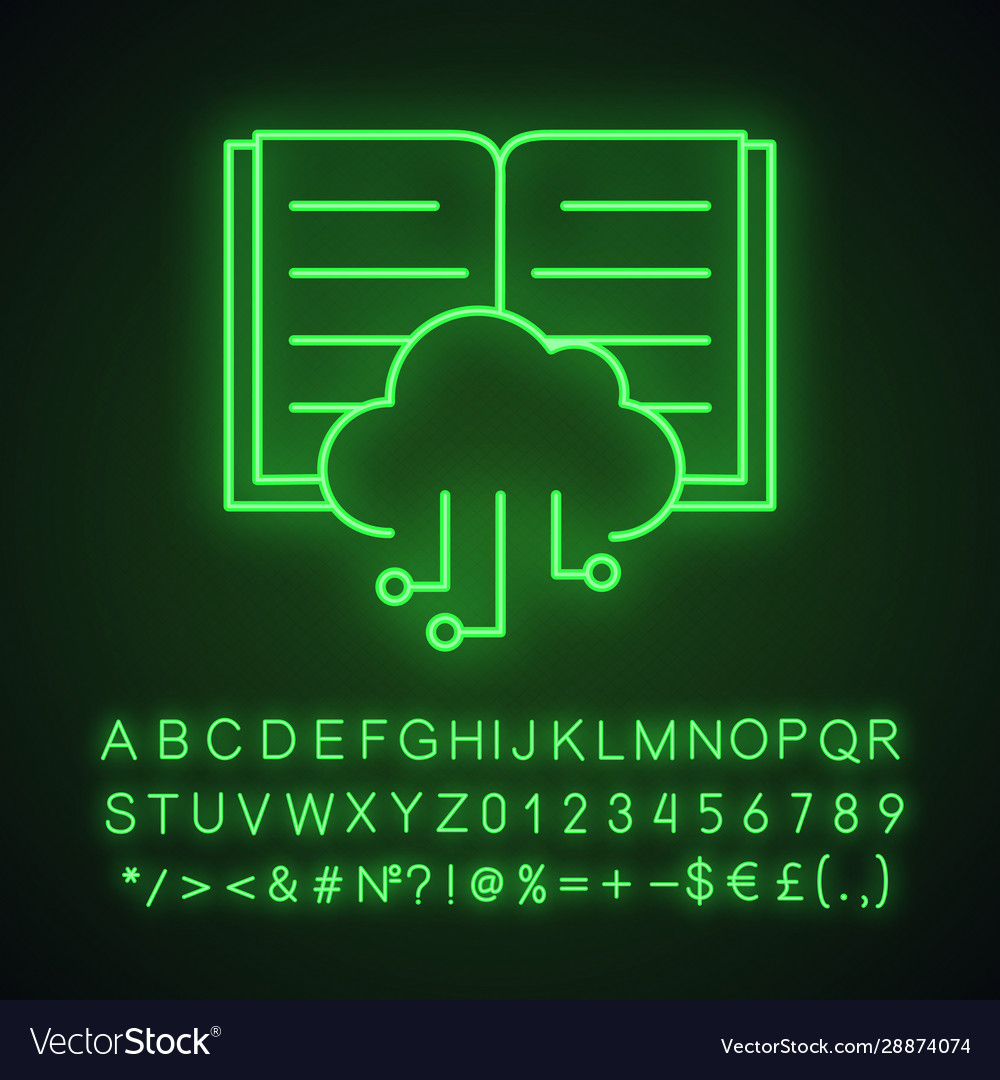 A B C D E F G H I J K L M N O P Q R
S T U V W X Y Z 0 1 2 3 4 5 6 7 8 9
* / > < & # № ? ! @ % = + − $ € £ ( . , )
VectorStock®
VectorStock.com/28874074